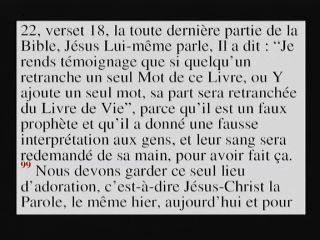 22, verset 18, la toute dernière partie de la
Bible, Jésus Lui-même parle, Il a dit : “Je
rends témoignage que si quelqu’un
retranche un seul Mot de ce Livre, ou Y
ajoute un seul mot, sa part sera retranchée
du Livre de Vie”, parce qu’il est un faux
prophète et qu’il a donné une fausse
interprétation aux gens, et leur sang sera
redemandé de sa main, pour avoir fait ça.
99 Nous devons garder ce seul lieu
d’adoration, c’est-à-dire Jésus-Christ la
Parole, le même hier, aujourd’hui et pour